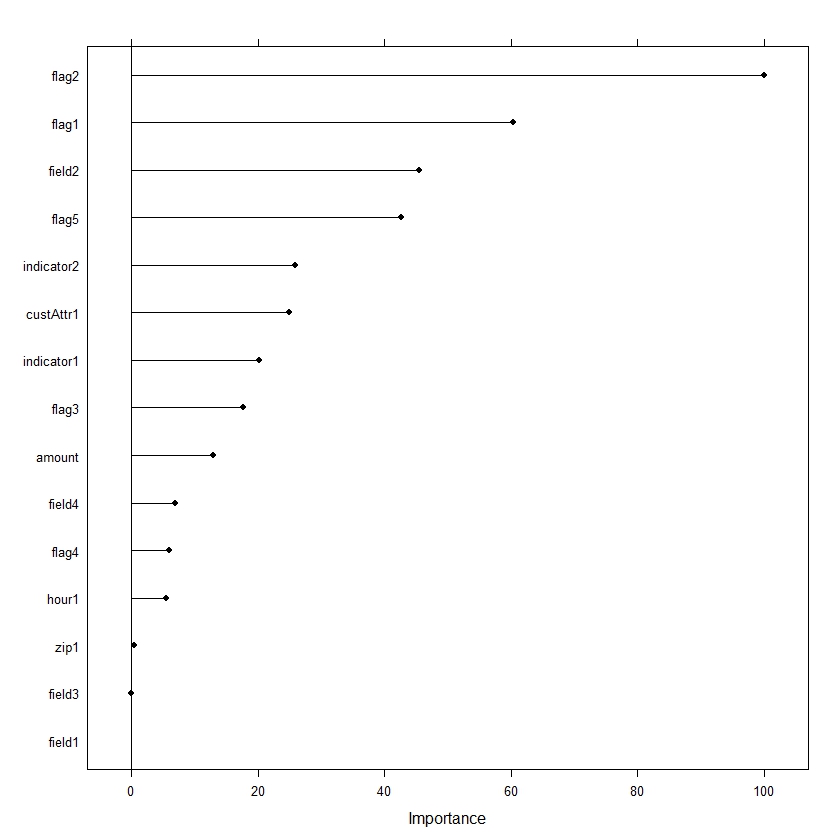 flag2
flag1
field2
flag5
indicator2
custAttr1
indicator1
flag3
amount
field4
flag4
hour1
zip1
field3
field1
0 20 40 60 80 100
Importance